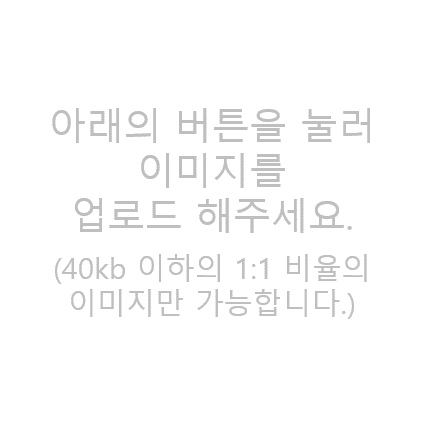 아래의 버튼을 눌러
이미지를
업로드 해주세요.
(40kb 이하의 1:1 비율의
이미지만 가능합니다.)